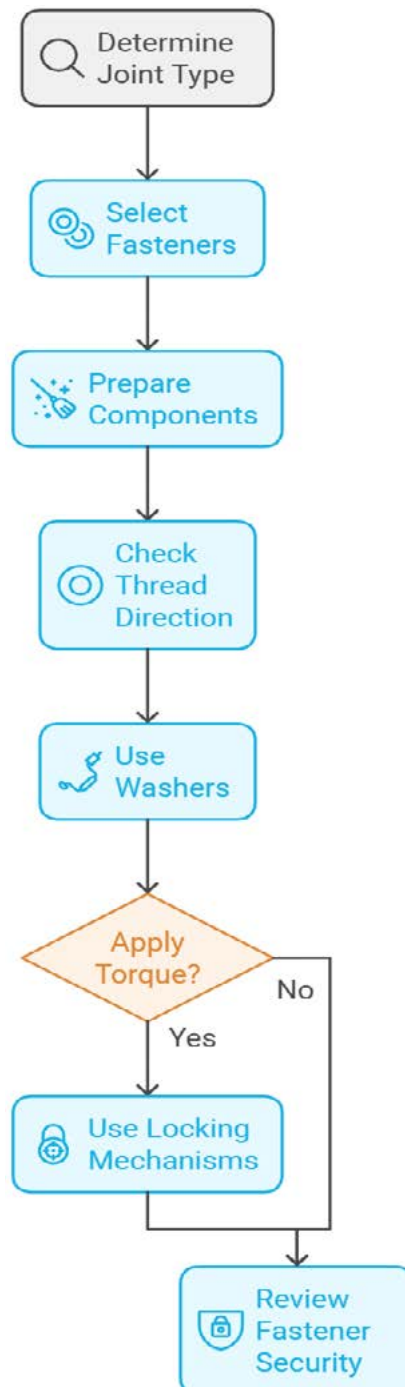 Determine
Joint Type
Select
Fasteners
Prepare
Components
Check
Thread
Direction
Use
Washers
Apply
Torque?
No
Yes
Use Locking
Mechanisms
Review
Fastener
Security